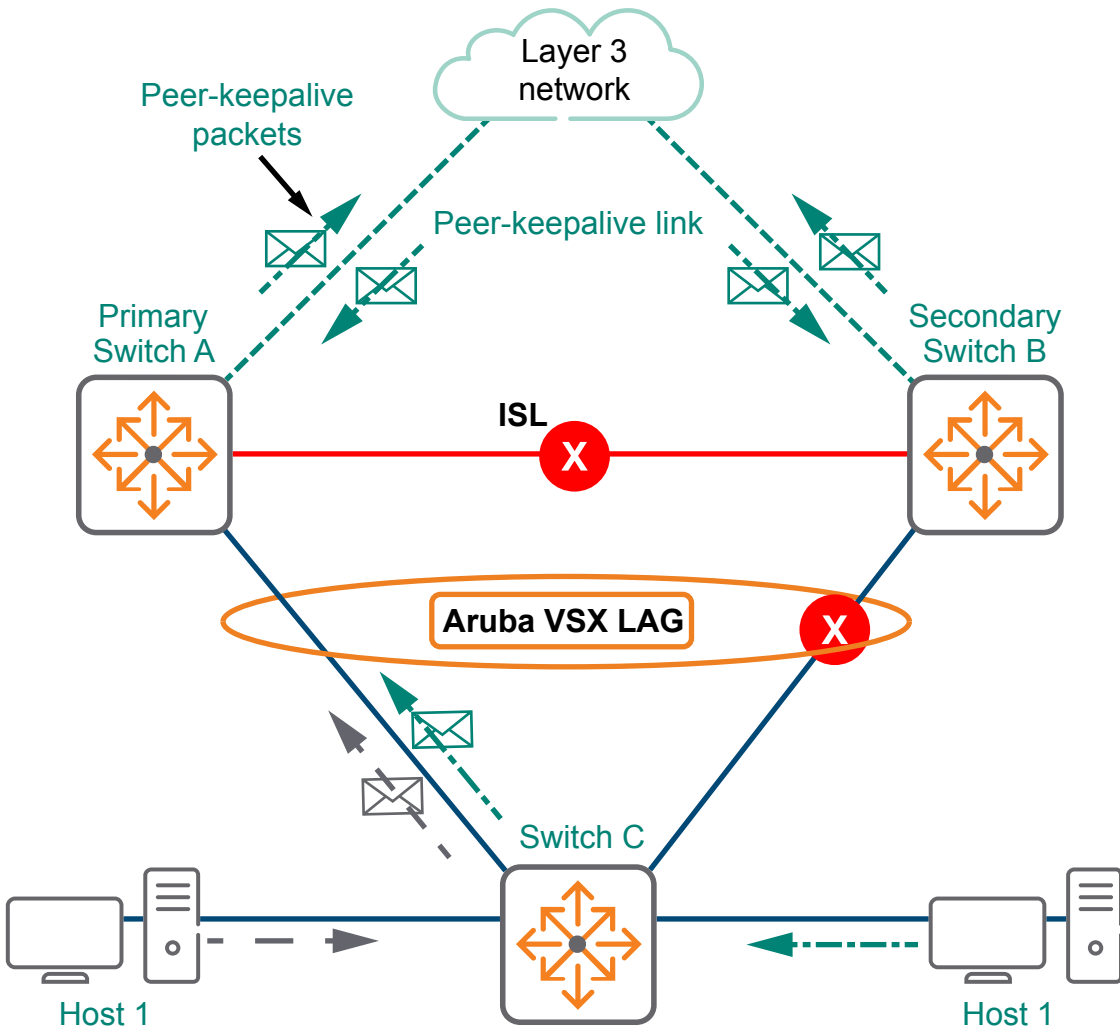 Layer 3
network
Peer-keepalive
packets
Peer-keepalive link
Primary
Switch A
Secondary
Switch B
ISL
X
Aruba VSX LAG
X
Switch C
Host 1
Host 1